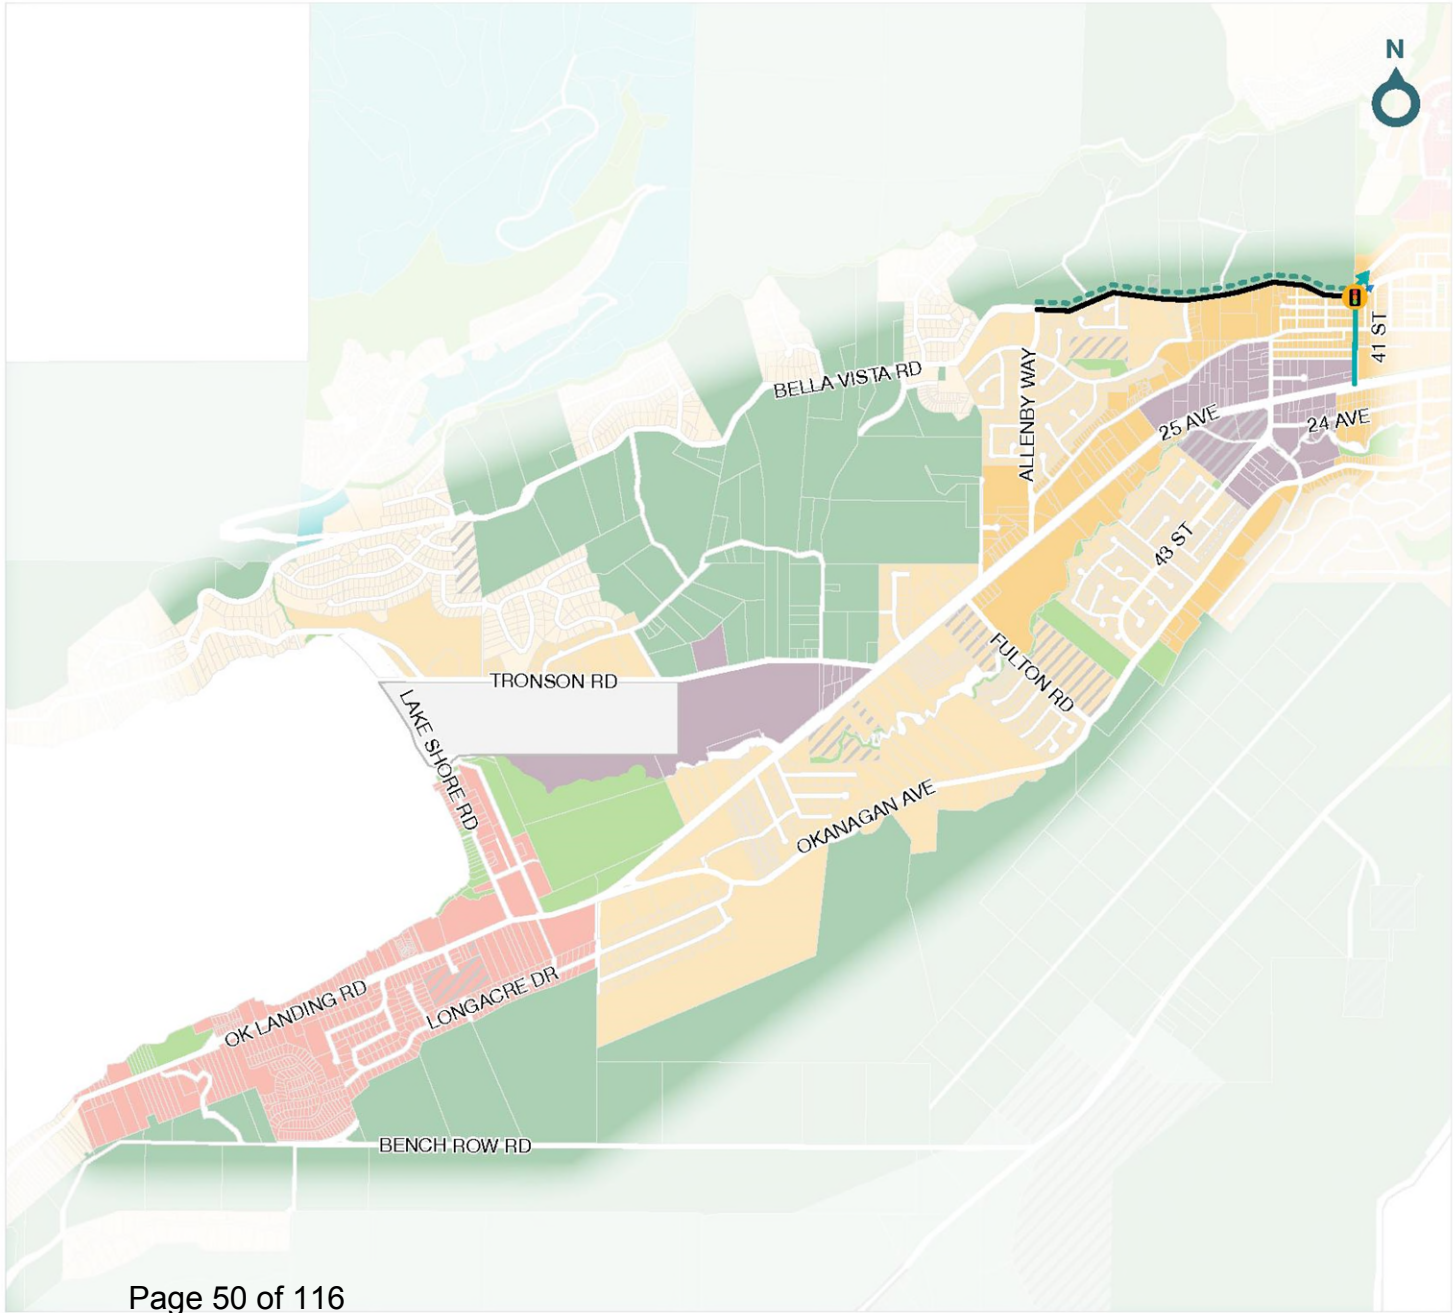 N
41 ST
BELLA VISTA RD
ALLENBY WAY
25 AVE
24 AVE
43 ST
FULTON RD
TRONSON RD
LAKE SHORE RD
OKANAGAN AVE
OK LANDING RD
LONGACRE DR
BENCH ROW RD
Page 50 of 116